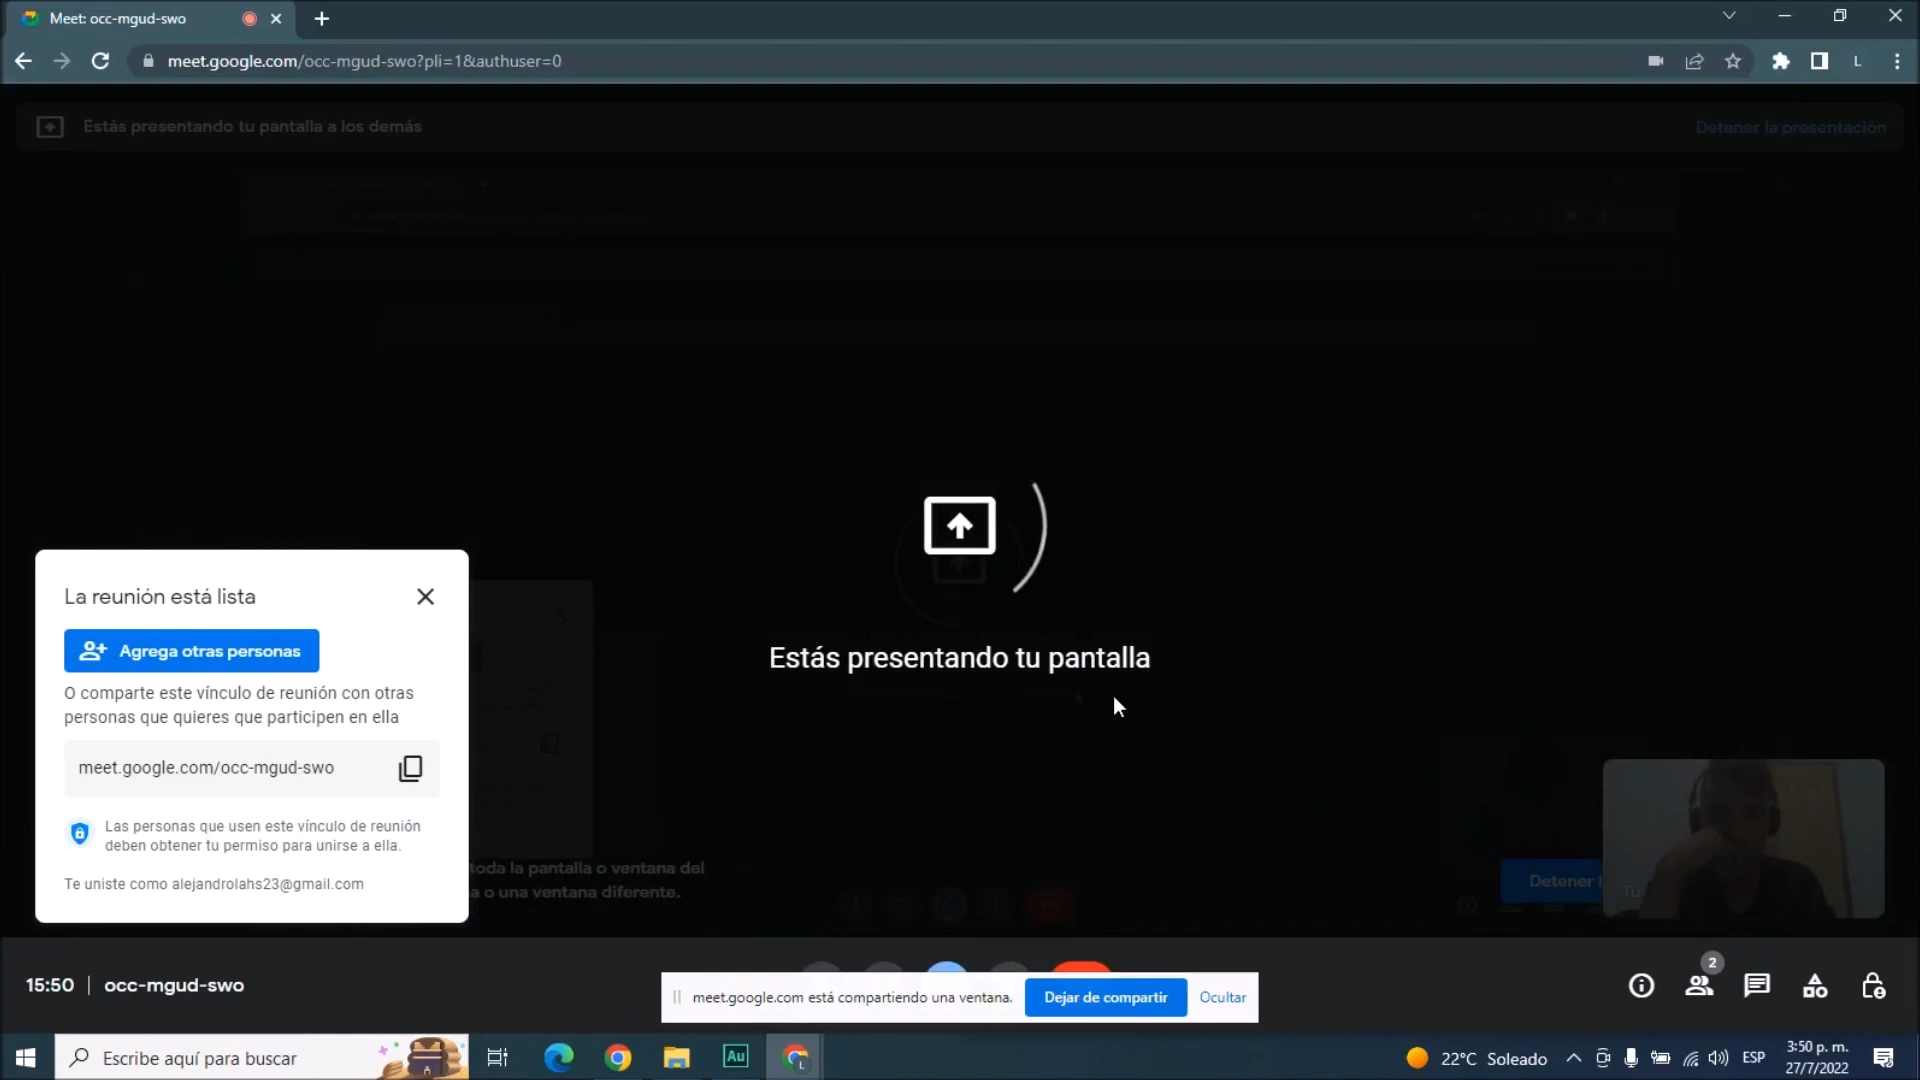 Meet: occ-mgud-swo
meet.google.com/occ-mgud-swo?pli=1&authuser=0
L
Estás presentando tu pantalla a los demás
Detener la presentación
Estás presentando tu pantalla
La reunión está lista
Agrega otras personas
O comparte este vínculo de reunión con otras
personas que quieres que participen en ella
meet.google.com/occ-mgud-swo
Las personas que usen este vínculo de reunión
deben obtener tu permiso para unirse a ella.
Te uniste como alejandrolahs23@gmail.com
toda la pantalla o ventana del
o una ventana diferente.
Detener
Tú
15:50
occ-mgud-swo
meet.google.com está compartiendo una ventana.
Dejar de compartir
Ocultar
2
Escribe aquí para buscar
Au
L
22°C Soleado
ESP
3:50 p. m.
27/7/2022